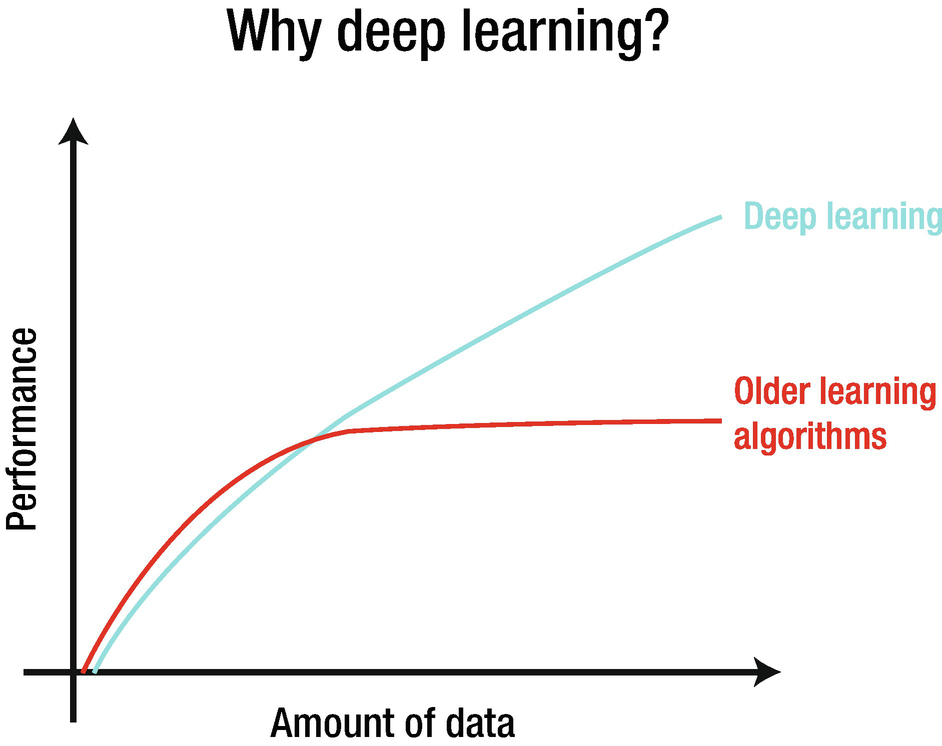 Why deep learning?
Deep learning
Older learning
algorithms
Performance
Amount of data